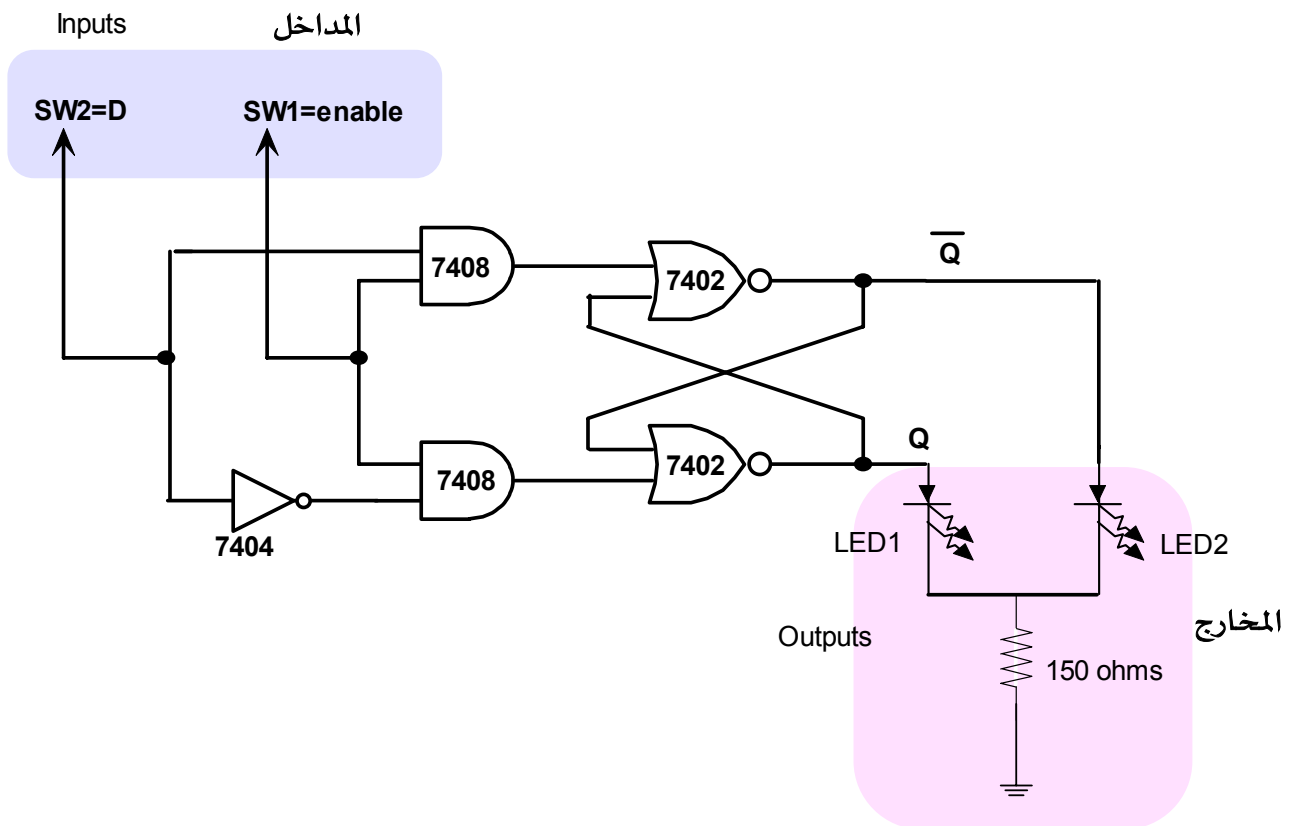 Inputs
المداخل
SW2=D
SW1=enable
7408
7402
Q̅
7408
7402
Q
7404
LED1
LED2
Outputs
المخارج
150 ohms